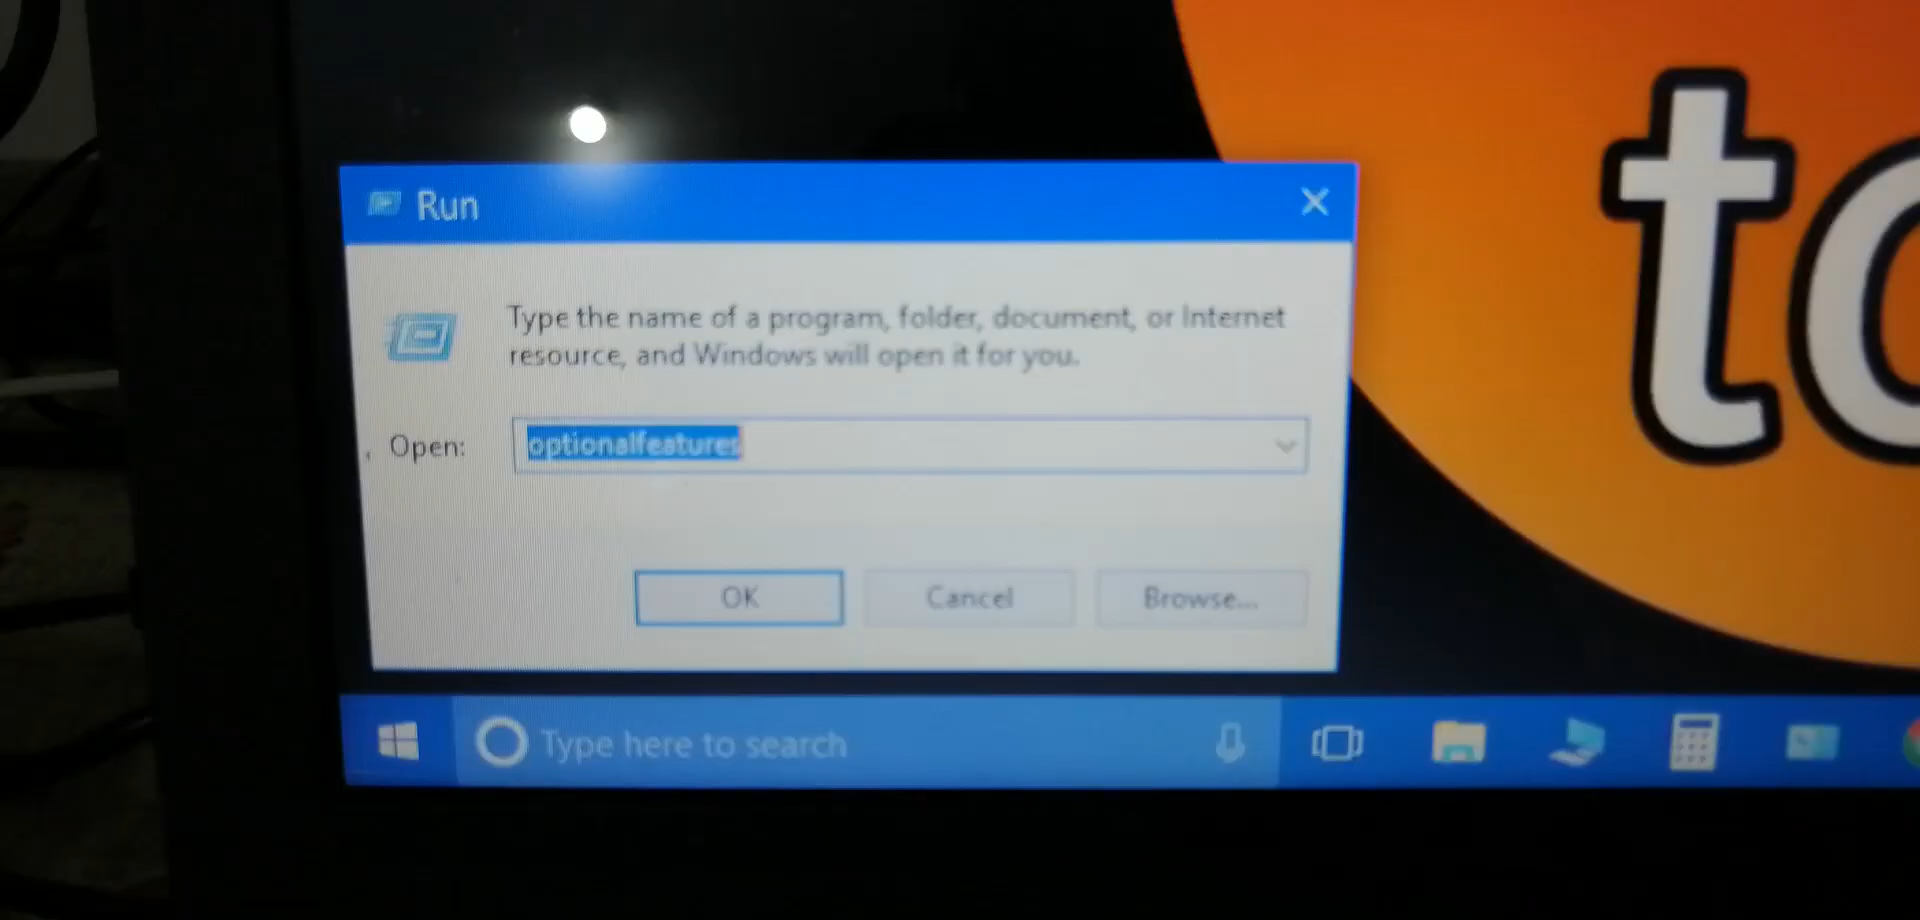 to
Run
Type the name of a program, folder, document, or Internet
resource, and Windows will open it for you.
Open:
optionalfeatures
OK
Cancel
Browse...
Type here to search